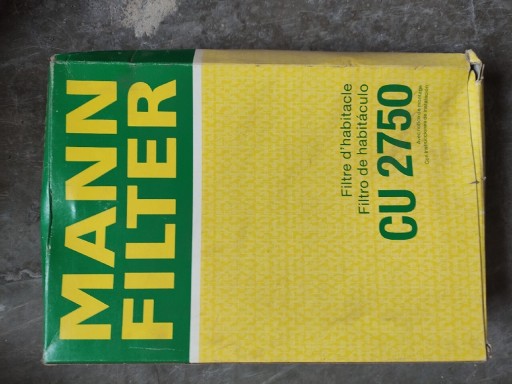 MANN
FILTER
Filtre d'habitacle
Filtro de habitáculo
CU 2750